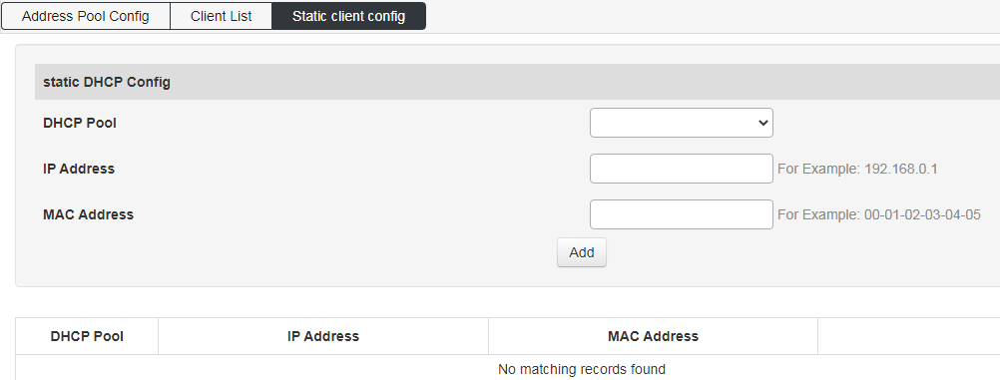 Address Pool Config Client List Static client config
static DHCP Config
DHCP Pool
IP Address For Example: 192.168.0.1
MAC Address For Example: 00-01-02-03-04-05
Add
DHCP Pool IP Address MAC Address
No matching records found